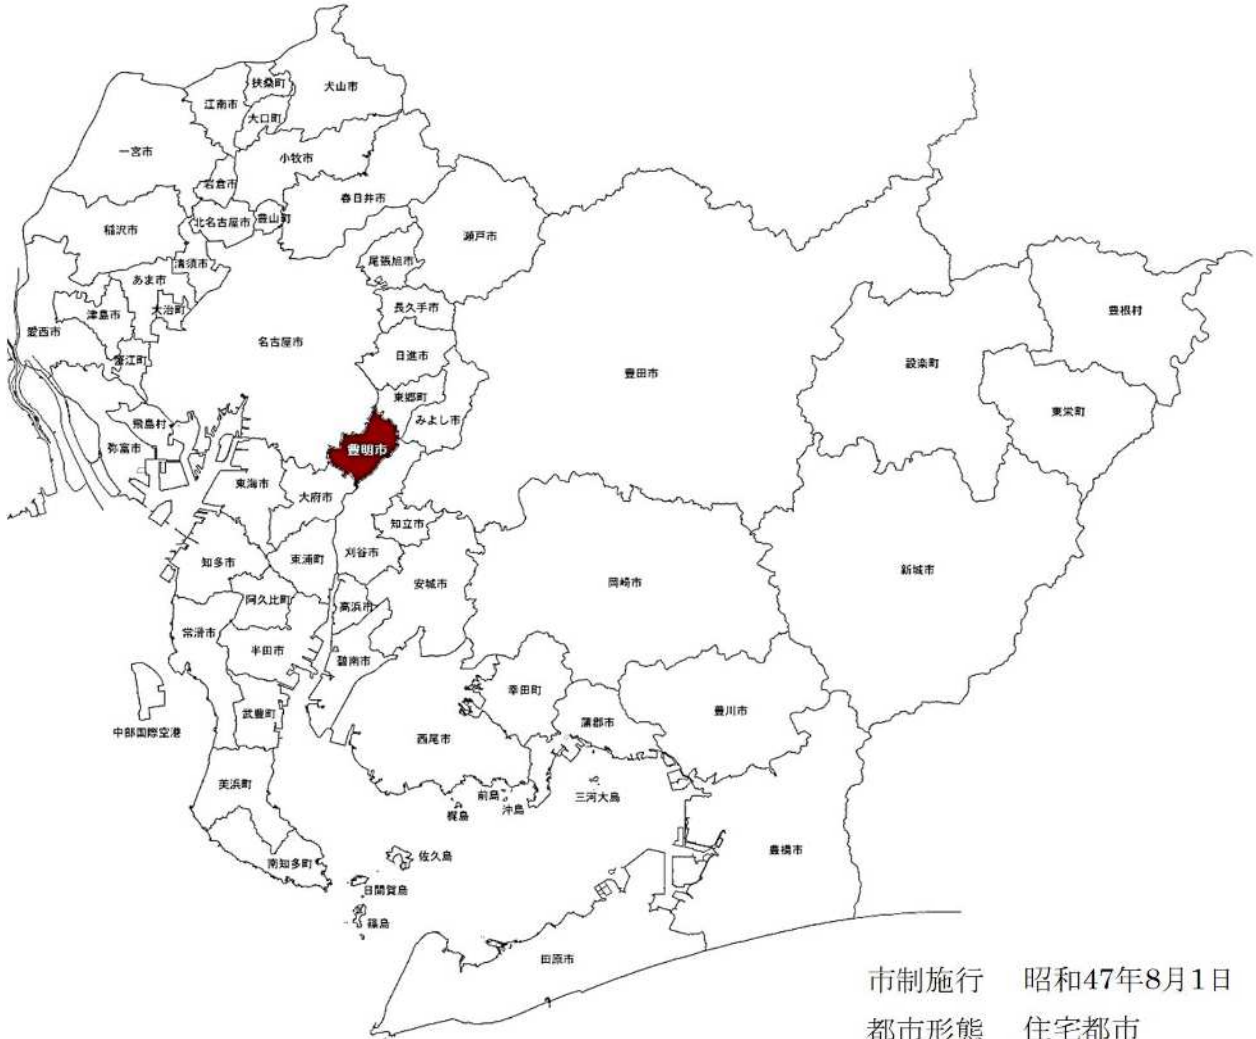 犬山市
扶桑町
江南市
大口町
一宮市
小牧市
岩倉市
春日井市
北名古屋市
豊山町
稲沢市
瀬戸市
清須市
尾張旭市
あま市
大治町
長久手市
津島市
愛西市
名古屋市
蟹江町
日進市
豊根村
設楽町
豊田市
東郷町
東栄町
みよし市
飛島村
弥富市
豊明市
東海市
大府市
知立市
知多市
東浦町
刈谷市
安城市
岡崎市
新城市
阿久比町
高浜市
常滑市
半田市
碧南市
幸田町
武豊町
蒲郡市
豊川市
中部国際空港
西尾市
美浜町
前島
三河大島
沖島
梶島
豊橋市
佐久島
南知多町
日間賀島
篠島
田原市
市制施行 昭和47年8月1日
都市形態 住宅都市